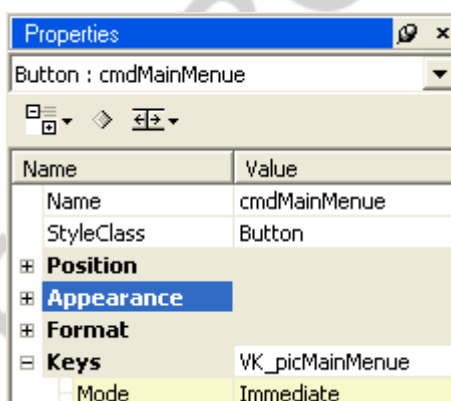 Properties
Button : cmdMainMenue
Name Value
Name cmdMainMenue
StyleClass Button
Position
Appearance
Format
Keys VK_picMainMenue
Mode Immediate